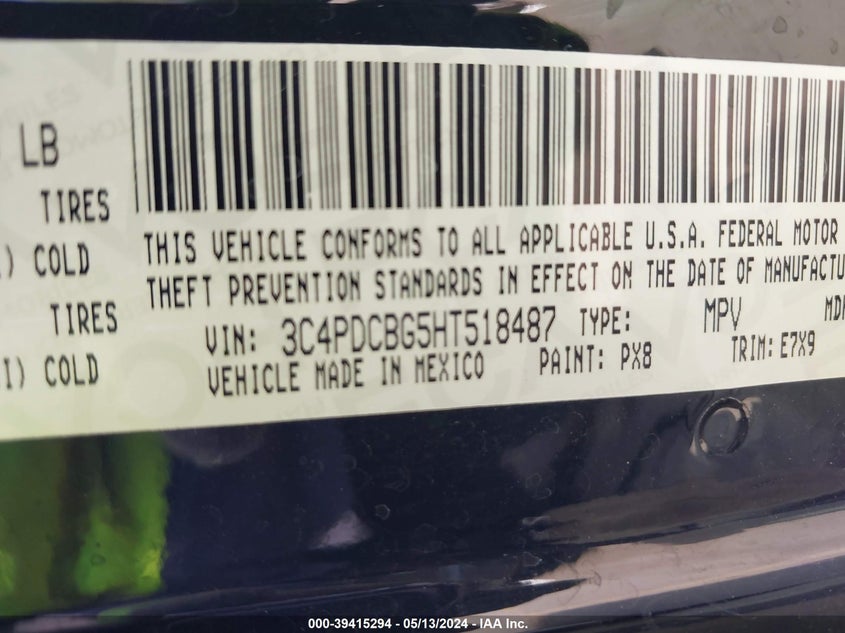 LB
TIRES
) COLD
TIRES
I) COLD
THIS VEHICLE CONFORMS TO ALL APPLICABLE U.S.A. FEDERAL MOTOR
THEFT PREVENTION STANDARDS IN EFFECT ON THE DATE OF MANUFACTU
VIN: 3C4PDCBG5HT518487 TYPE: MPV MDH
VEHICLE MADE IN MEXICO PAINT: PX8 TRIM: E7X9
000-39415294 - 05/13/2024 - IAA Inc.